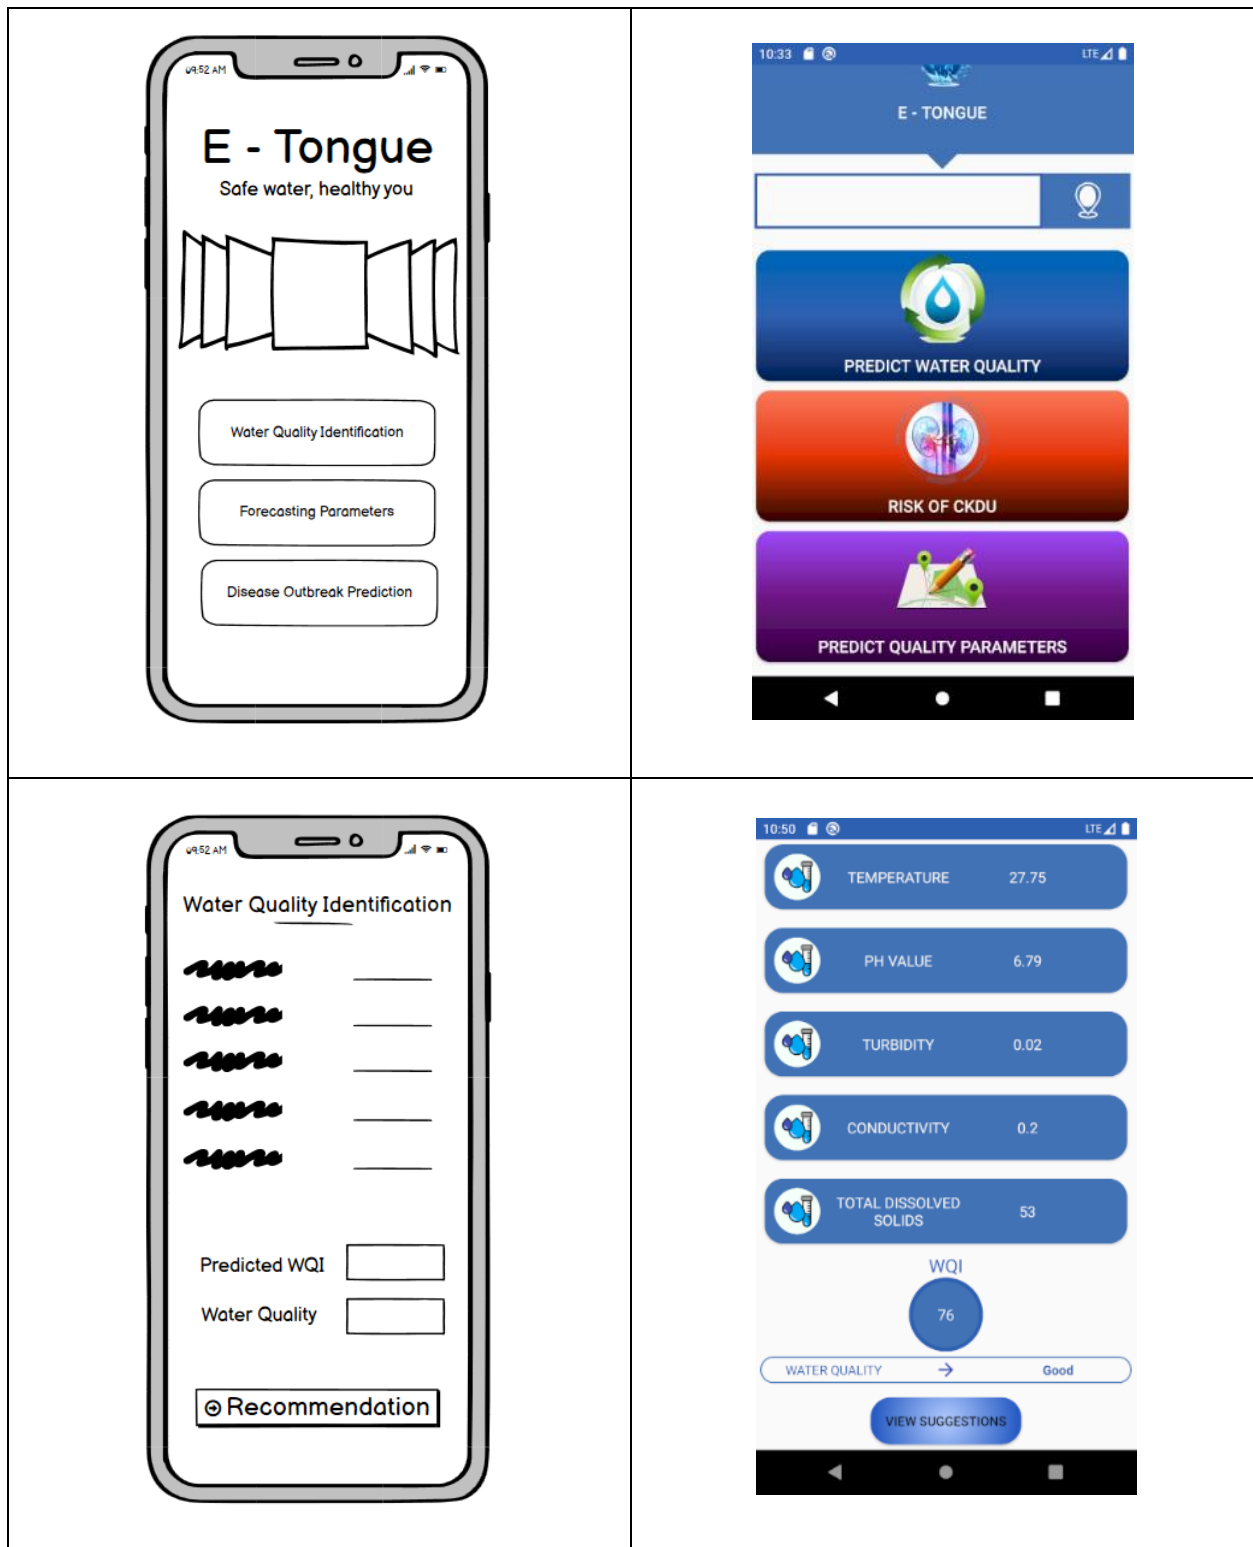 09:52 AM
E - Tongue
Safe water, healthy you
Water Quality Identification
Forecasting Parameters
Disease Outbreak Prediction
10:33 LTE
E - TONGUE
PREDICT WATER QUALITY
RISK OF CKDU
PREDICT QUALITY PARAMETERS
09:52 AM
Water Quality Identification
Predicted WQI
Water Quality
Recommendation
10:50 LTE
TEMPERATURE 27.75
PH VALUE 6.79
TURBIDITY 0.02
CONDUCTIVITY 0.2
TOTAL DISSOLVED
SOLIDS 53
WQI
76
WATER QUALITY → Good
VIEW SUGGESTIONS